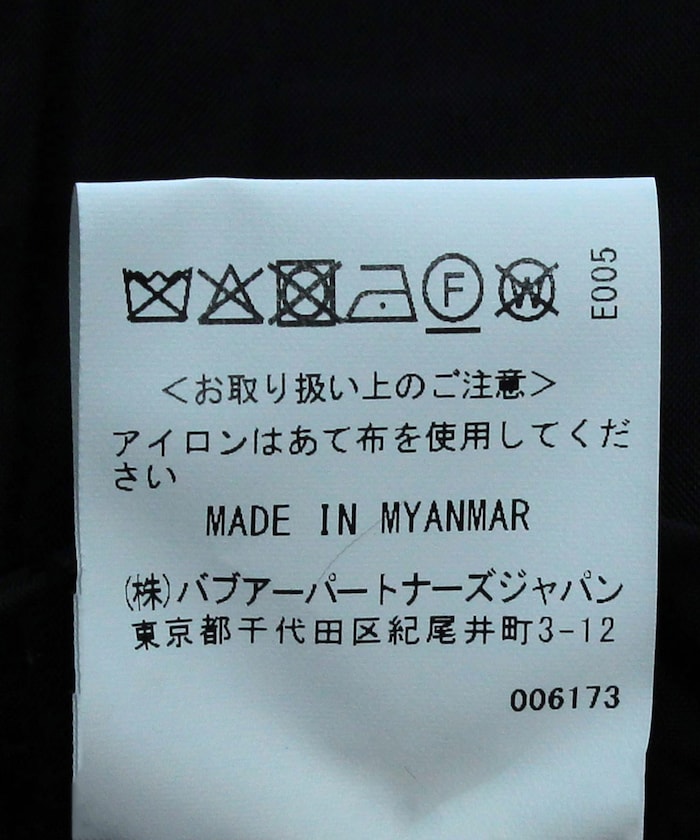 E005
<お取り扱い上のご注意>
アイロンはあて布を使用してくだ
さい
MADE IN MYANMAR
(株)バブアーパートナーズジャパン
東京都千代田区紀尾井町3-12
006173